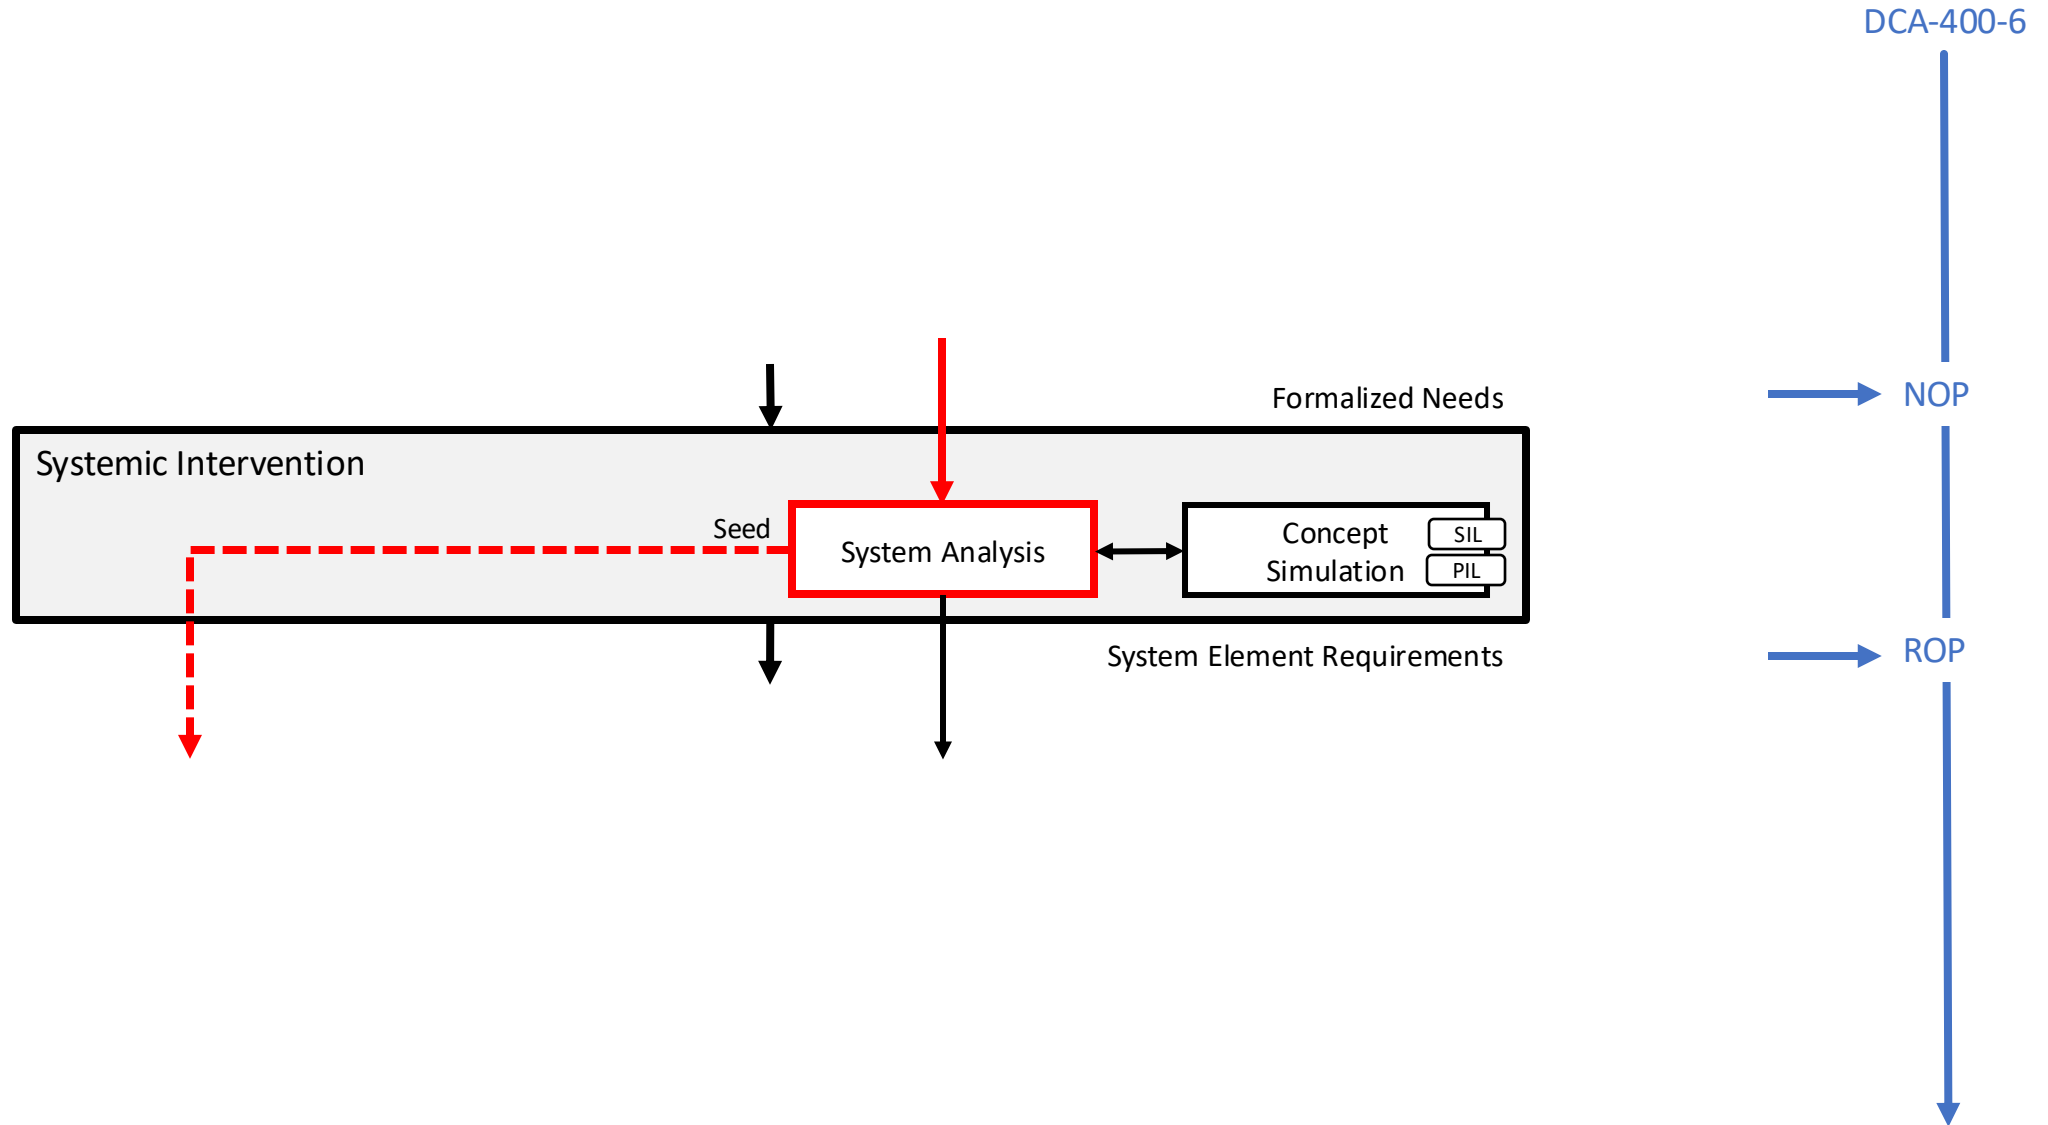 DCA-400-6
Formalized Needs
NOP
Systemic Intervention
Seed
System Analysis
Concept
Simulation
SIL
PIL
System Element Requirements
ROP